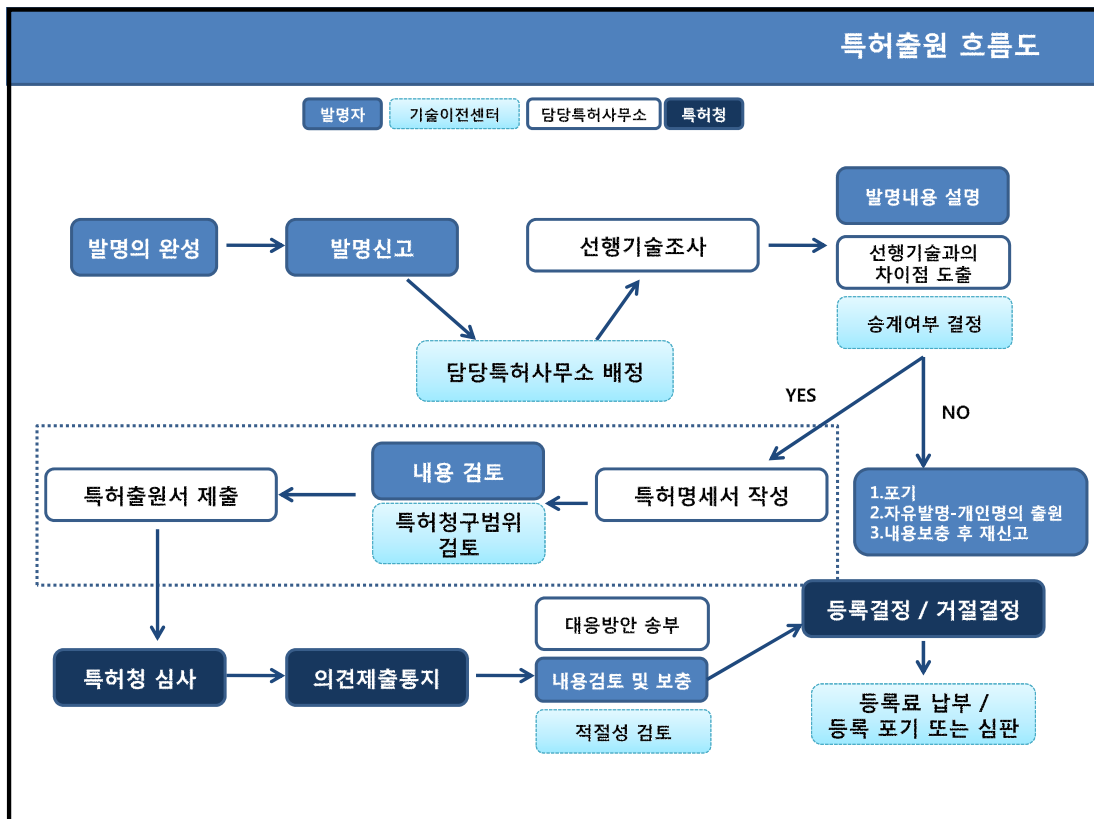 특허출원 흐름도
발명자
기술이전센터
담당특허사무소
특허청
발명의 완성
발명신고
담당특허사무소 배정
선행기술조사
발명내용 설명
선행기술과의
차이점 도출
승계여부 결정
YES
NO
1.포기
2.자유발명-개인명의 출원
3.내용보충 후 재신고
특허명세서 작성
내용 검토
특허청구범위
검토
특허출원서 제출
특허청 심사
의견제출통지
대응방안 송부
내용검토 및 보충
적절성 검토
등록결정 / 거절결정
등록료 납부 /
등록 포기 또는 심판